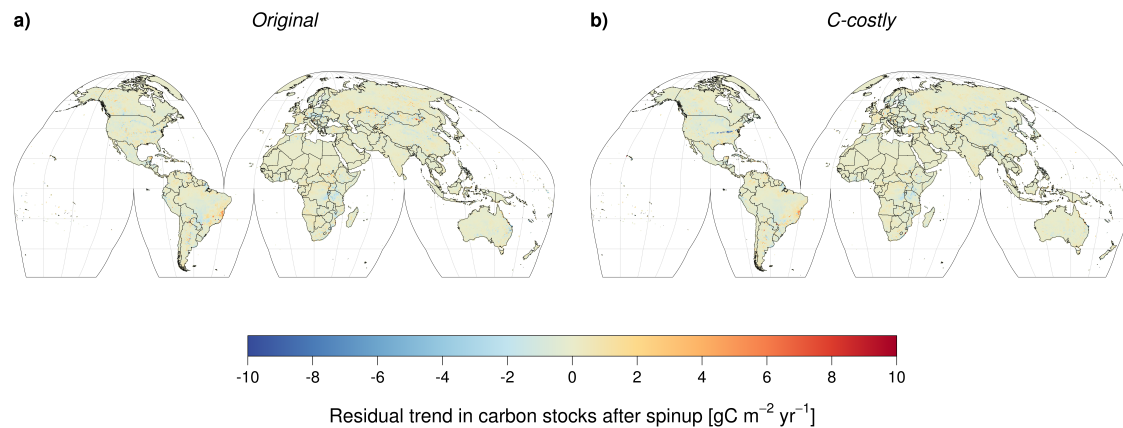 a) Original b) C-costly
-10 -8 -6 -4 -2 0 2 4 6 8 10
Residual trend in carbon stocks after spinup [gC m⁻² yr⁻¹]